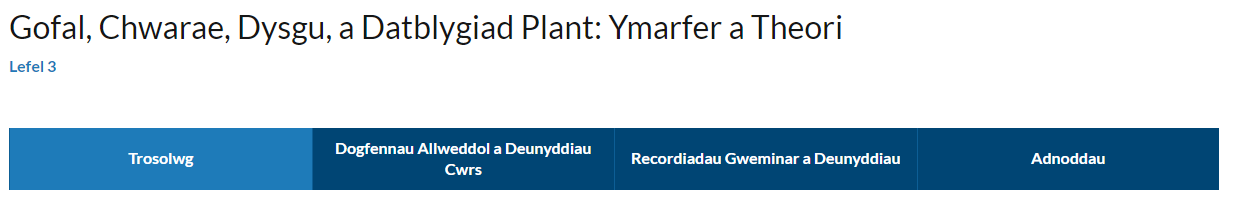 Gofal, Chwarae, Dysgu, a Datblygiad Plant: Ymarfer a Theori
Lefel 3
Trosolwg
Dogfennau Allweddol a Deunyddiau
Cwrs
Recordiadau Gweminar a Deunyddiau
Adnoddau